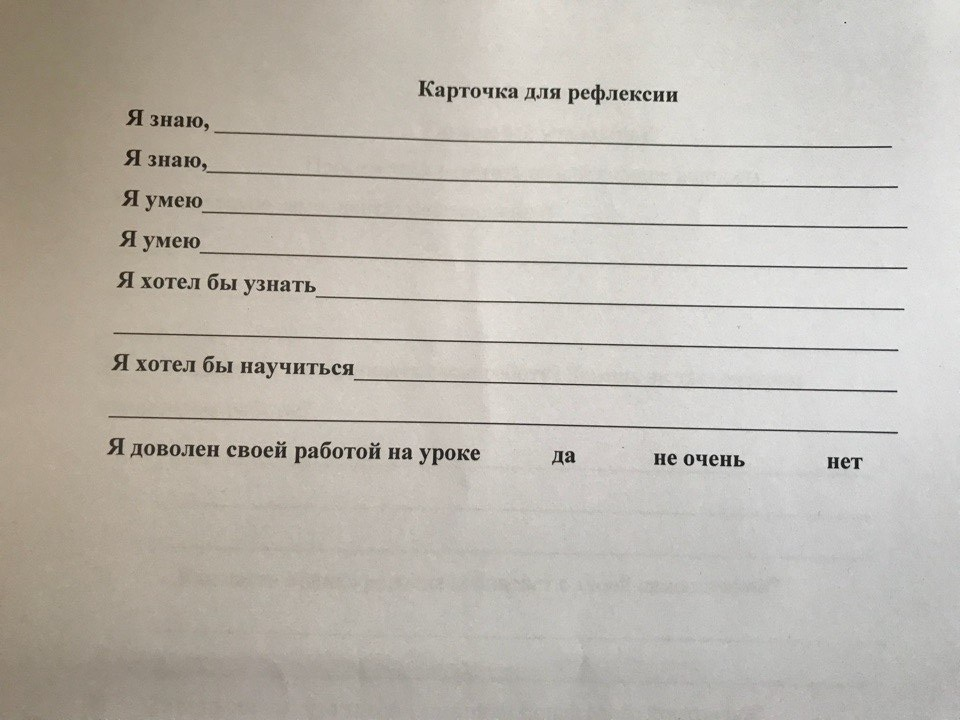 Карточка для рефлексии
Я знаю,
Я знаю,
Я умею
Я умею
Я хотел бы узнать
Я хотел бы научиться
Я доволен своей работой на уроке да не очень нет